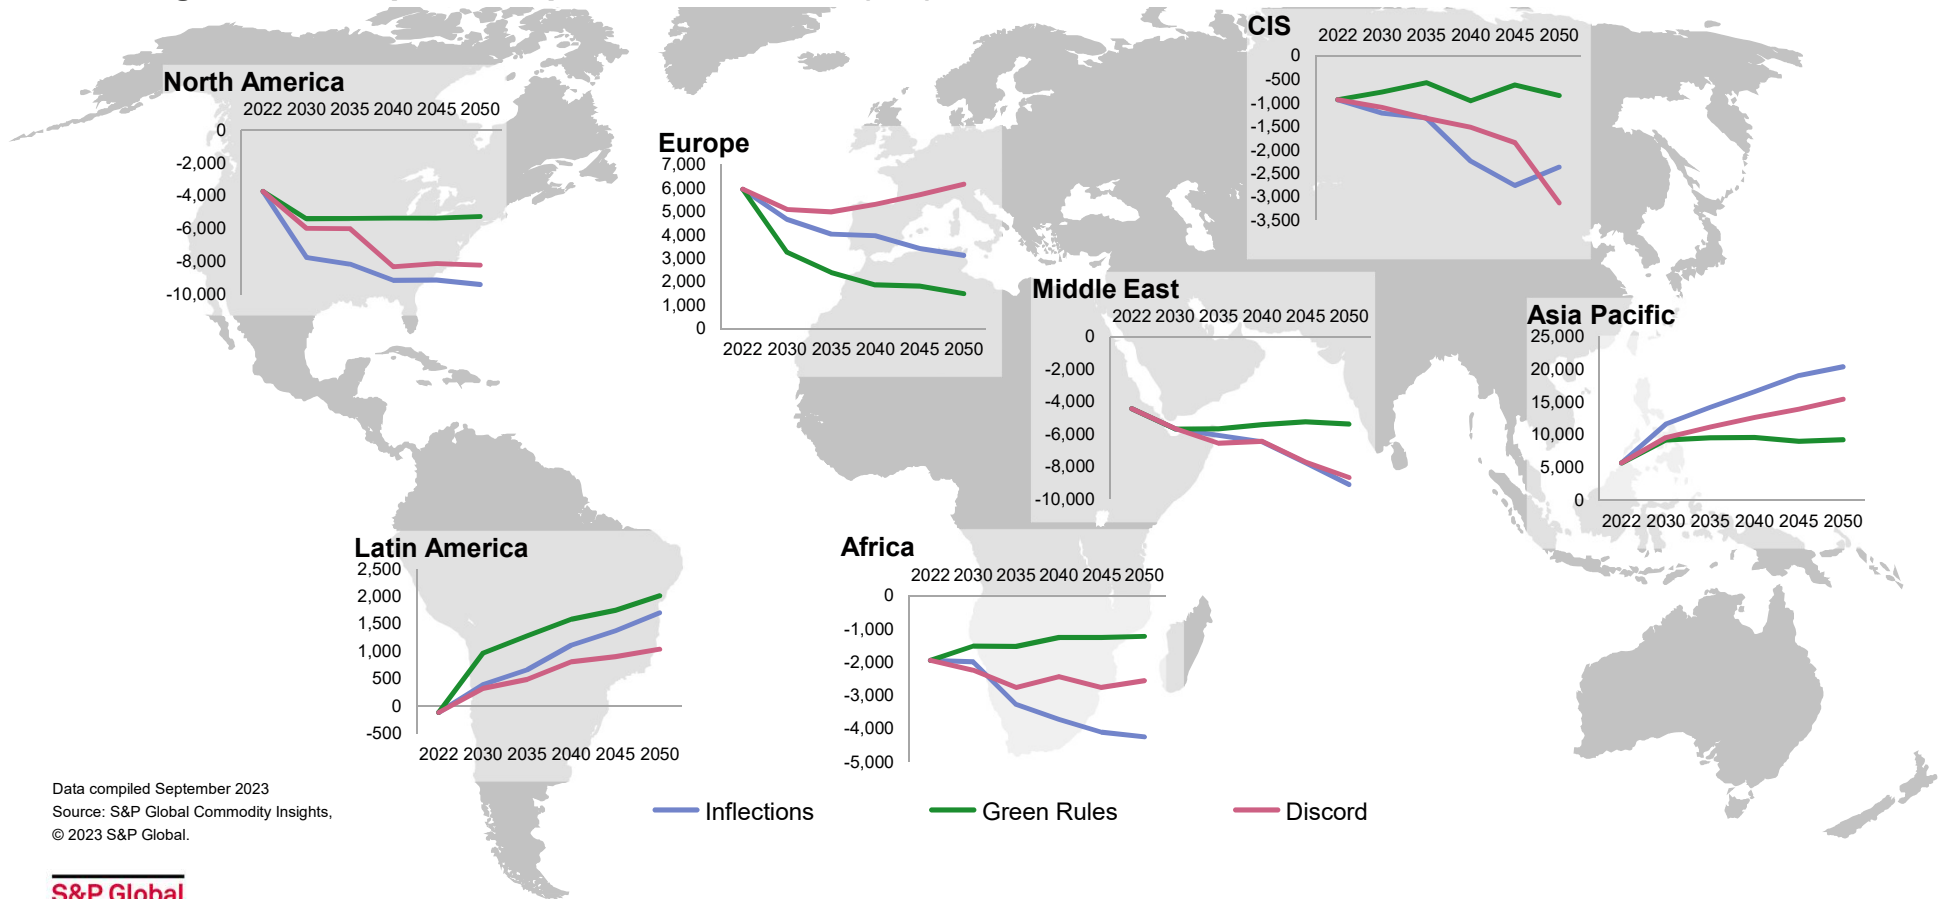 CIS
2022 2030 2035 2040 2045 2050
0
-500
-1,000
-1,500
-2,000
-2,500
-3,000
-3,500
North America
2022 2030 2035 2040 2045 2050
0
-2,000
-4,000
-6,000
-8,000
-10,000
Europe
7,000
6,000
5,000
4,000
3,000
2,000
1,000
0
2022 2030 2035 2040 2045 2050
Middle East
2022 2030 2035 2040 2045 2050
0
-2,000
-4,000
-6,000
-8,000
-10,000
Asia Pacific
25,000
20,000
15,000
10,000
5,000
0
2022 2030 2035 2040 2045 2050
Latin America
2,500
2,000
1,500
1,000
500
0
-500
2022 2030 2035 2040 2045 2050
Africa
2022 2030 2035 2040 2045 2050
0
-1,000
-2,000
-3,000
-4,000
-5,000
Inflections Green Rules Discord
Data compiled September 2023
Source: S&P Global Commodity Insights,
© 2023 S&P Global.
S&P Global